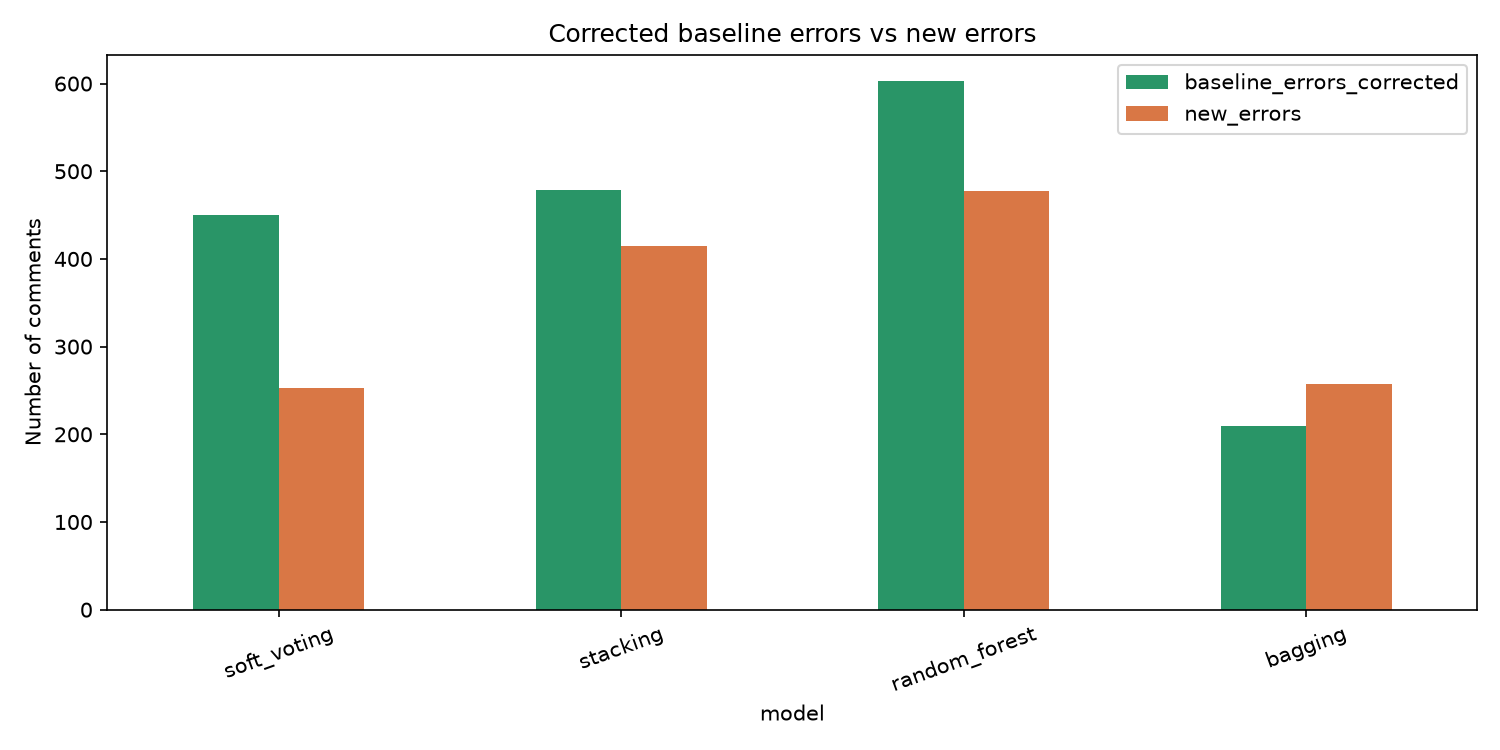 Corrected baseline errors vs new errors
baseline_errors_corrected
new_errors
Number of comments
600
500
400
300
200
100
0
soft_voting
stacking
random_forest
bagging
model